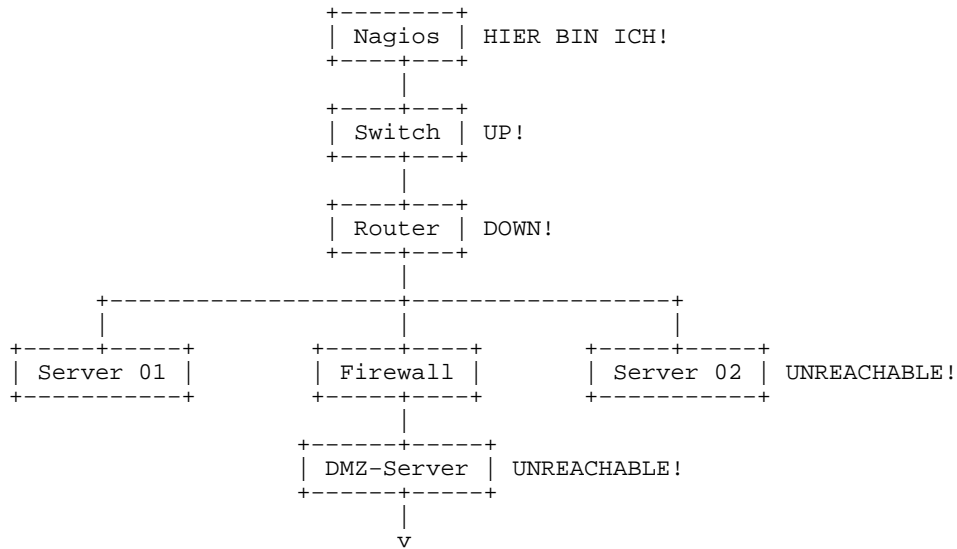 Nagios HIER BIN ICH!
Switch UP!
Router DOWN!
Server 01 Firewall Server 02 UNREACHABLE!
DMZ-Server UNREACHABLE!
v